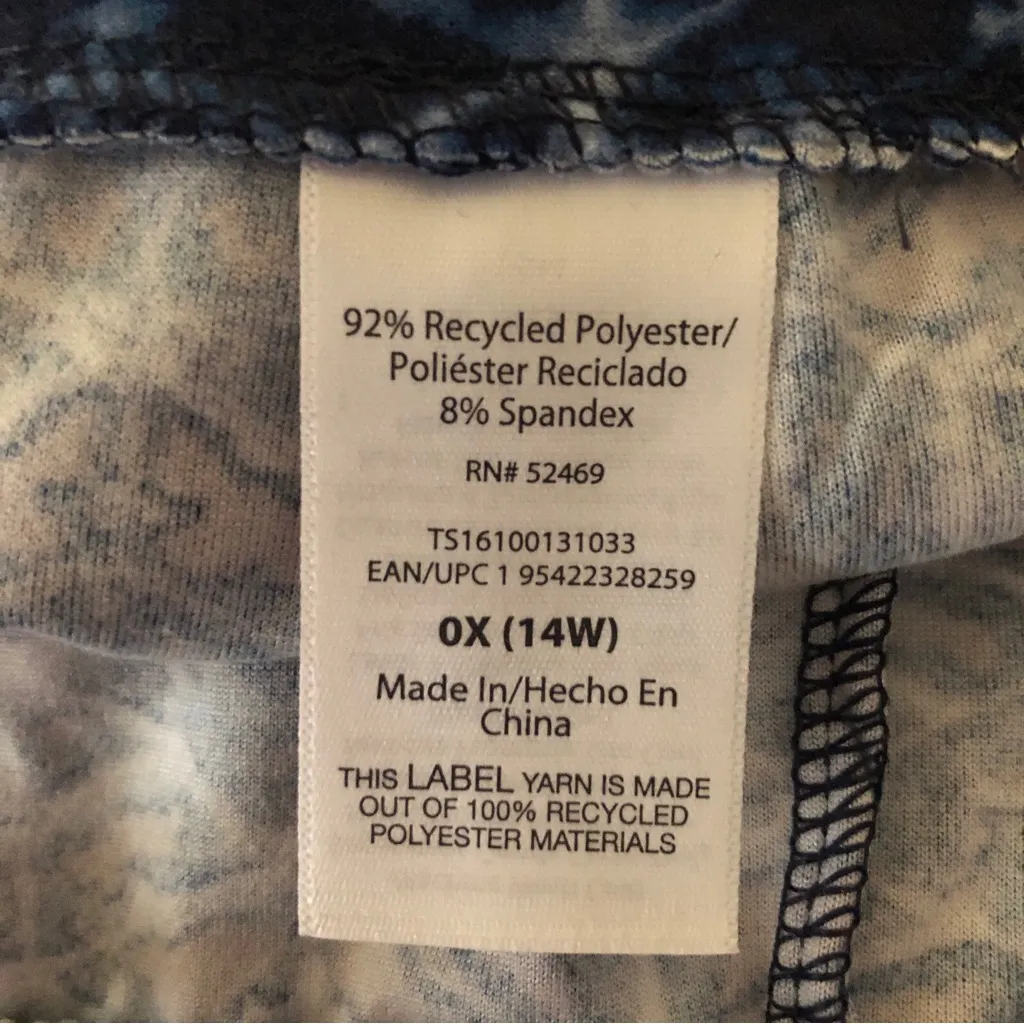 92% Recycled Polyester/
Poliéster Reciclado
8% Spandex
RN# 52469
TS16100131033
EAN/UPC 1 95422328259
0X (14W)
Made In/Hecho En
China
THIS LABEL YARN IS MADE
OUT OF 100% RECYCLED
POLYESTER MATERIALS